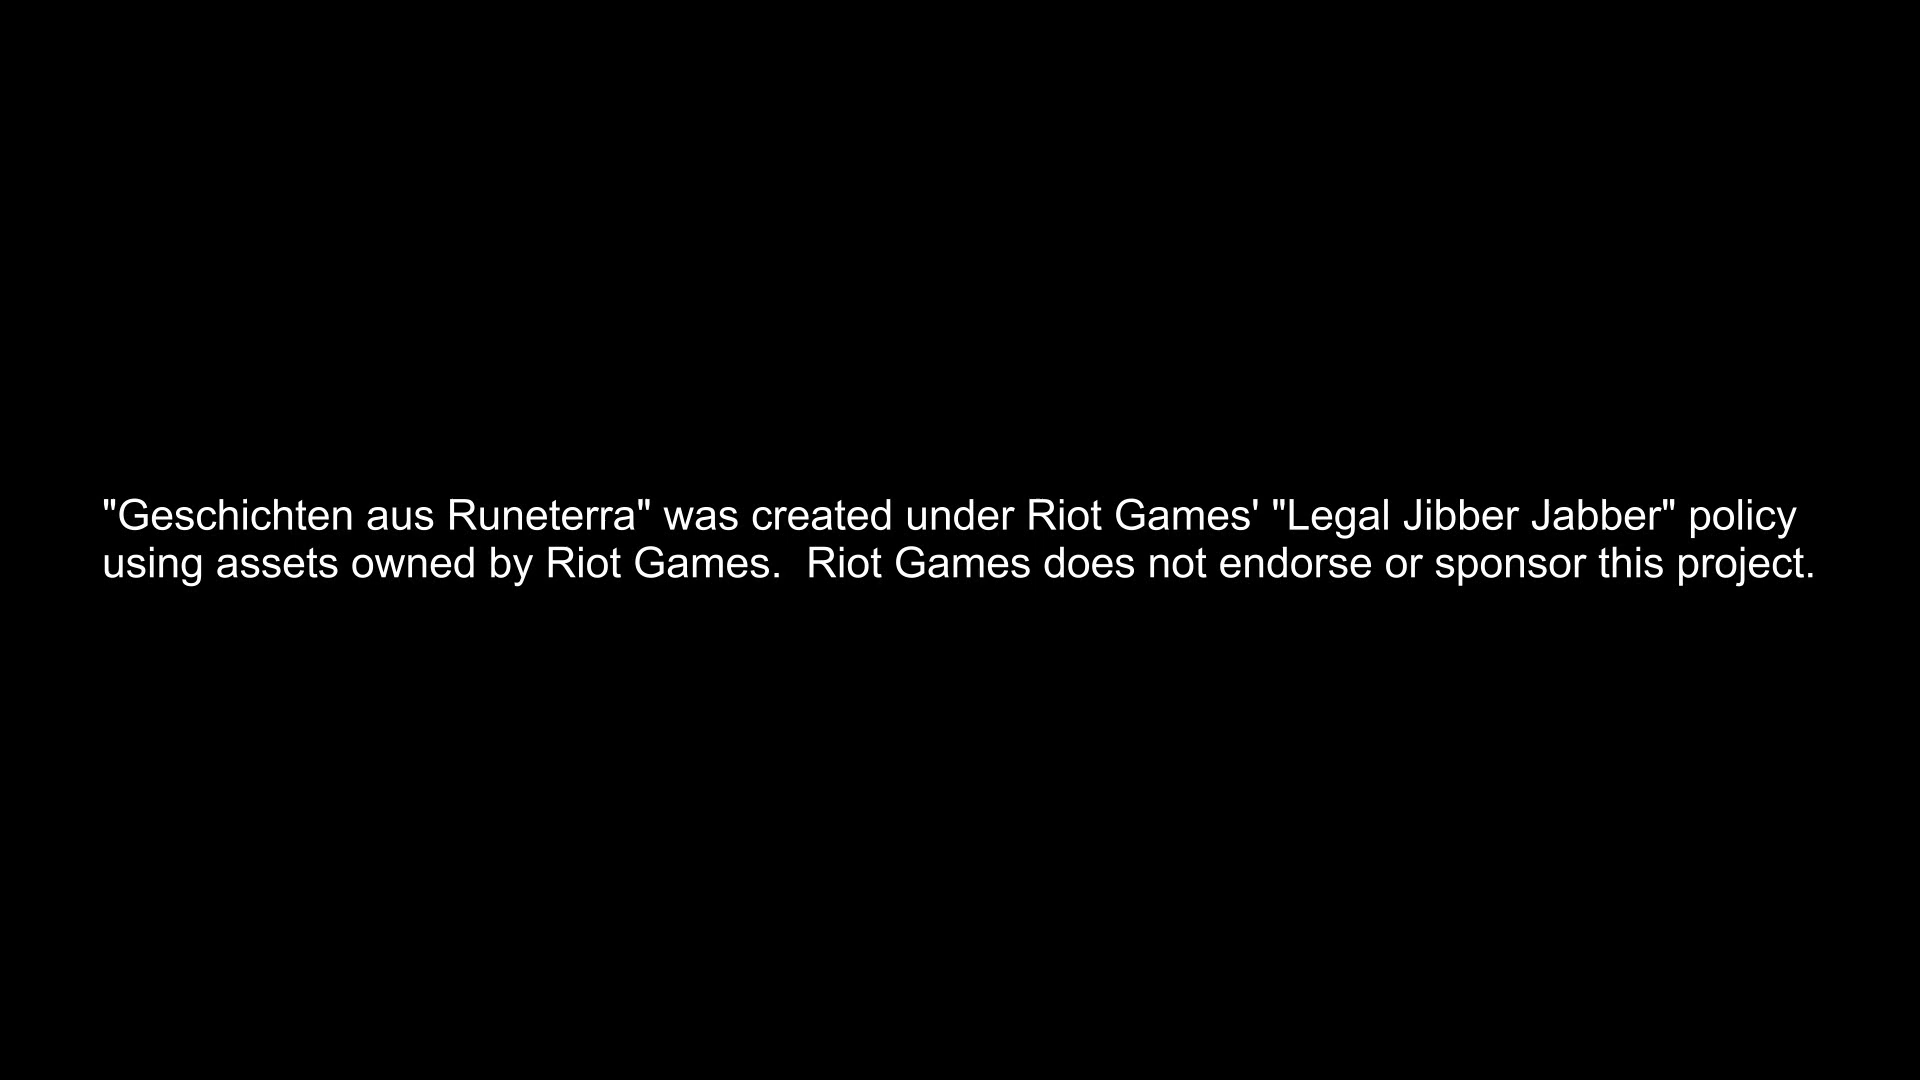 "Geschichten aus Runeterra" was created under Riot Games' "Legal Jibber Jabber" policy
using assets owned by Riot Games.  Riot Games does not endorse or sponsor this project.